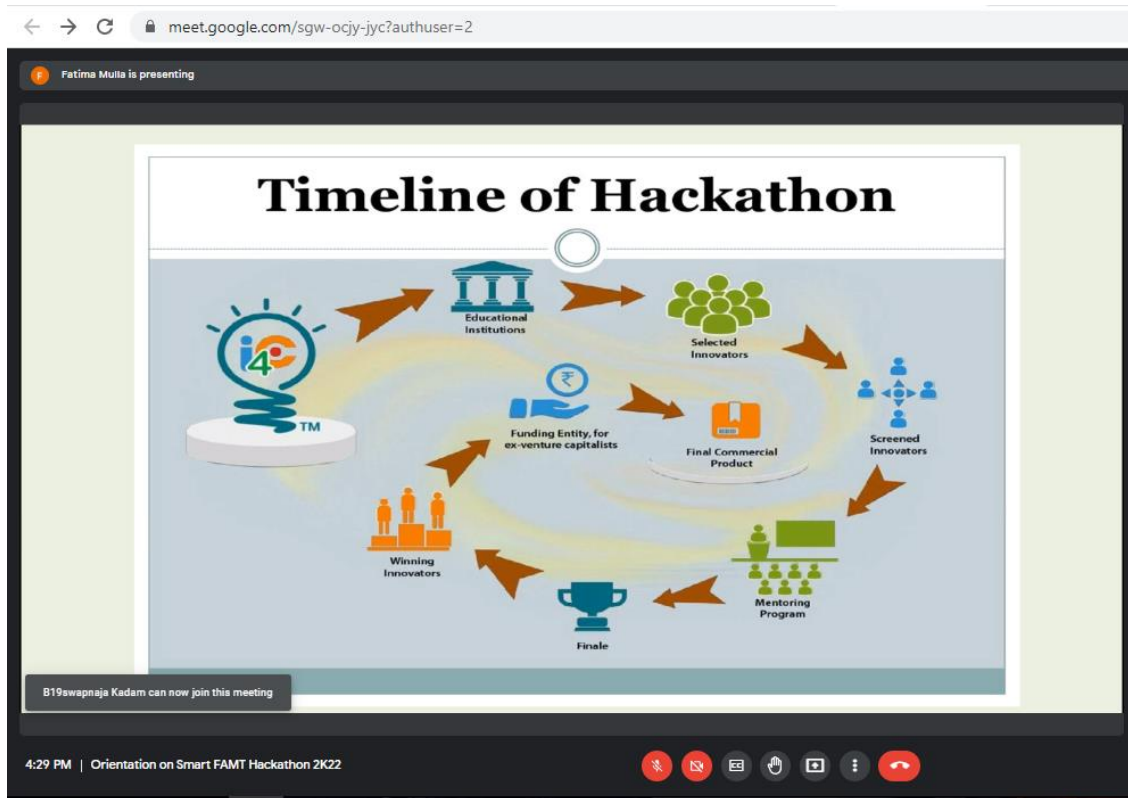 meet.google.com/sgw-ocjy-jyc?authuser=2
F
Fatima Mulla is presenting
Timeline of Hackathon
i4C
TM
Educational
Institutions
Selected
Innovators
Screened
Innovators
Mentoring
Program
Finale
Winning
Innovators
₹
Funding Entity, for
ex-venture capitalists
Final Commercial
Product
B19swapnaja Kadam can now join this meeting
4:29 PM | Orientation on Smart FAMT Hackathon 2K22
CC